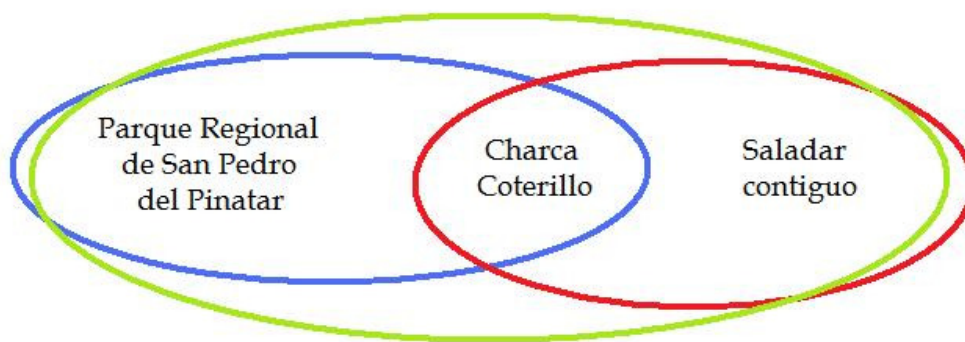 Parque Regional
de San Pedro
del Pinatar
Charca
Coterillo
Saladar
contiguo